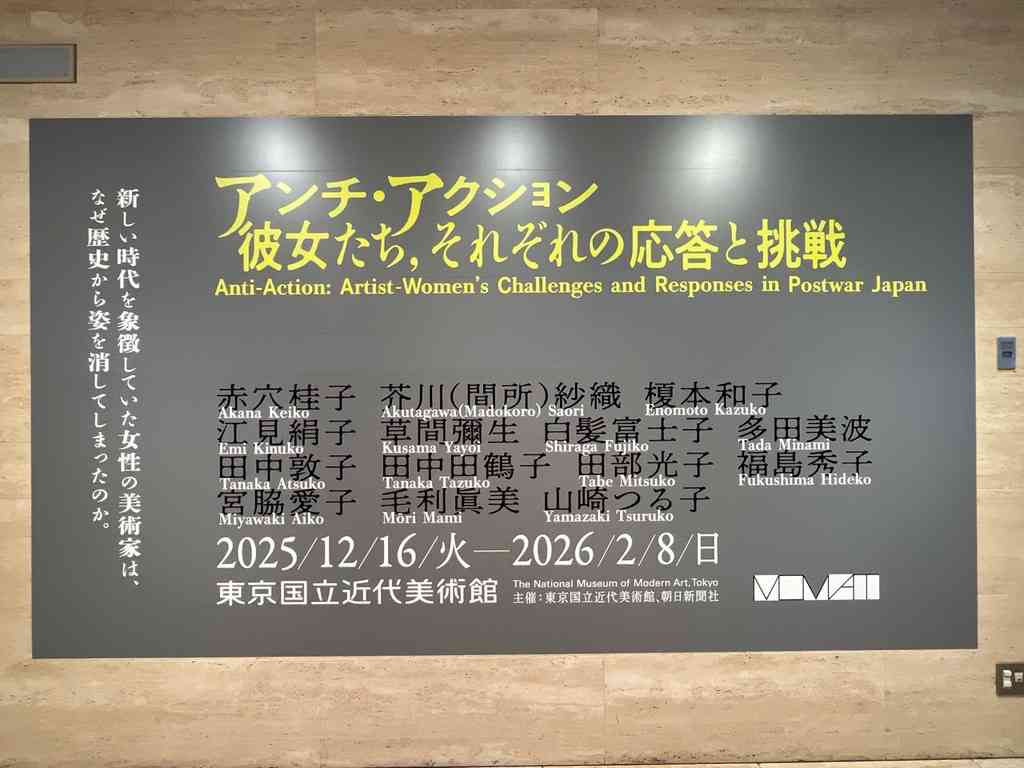 アンチ・アクション
彼女たち，それぞれの応答と挑戦
Anti-Action: Artist-Women's Challenges and Responses in Postwar Japan
新しい時代を象徴していた女性の美術家は、
なぜ歴史から姿を消してしまったのか。
赤穴桂子 芥川(間所)紗織 榎本和子
Akana Keiko Akutagawa(Madokoro) Saori Enomoto Kazuko
江見絹子 草間彌生 白髪富士子 多田美波
Emi Kinuko Kusama Yayoi Shiraga Fujiko Tada Minami
田中敦子 田中田鶴子 田部光子 福島秀子
Tanaka Atsuko Tanaka Tazuko Tabe Mitsuko Fukushima Hideko
宮脇愛子 毛利眞美 山崎つる子
Miyawaki Aiko Mōri Mami Yamazaki Tsuruko
2025/12/16/火—2026/2/8/日
東京国立近代美術館
The National Museum of Modern Art, Tokyo
主催：東京国立近代美術館、朝日新聞社
MOMAT